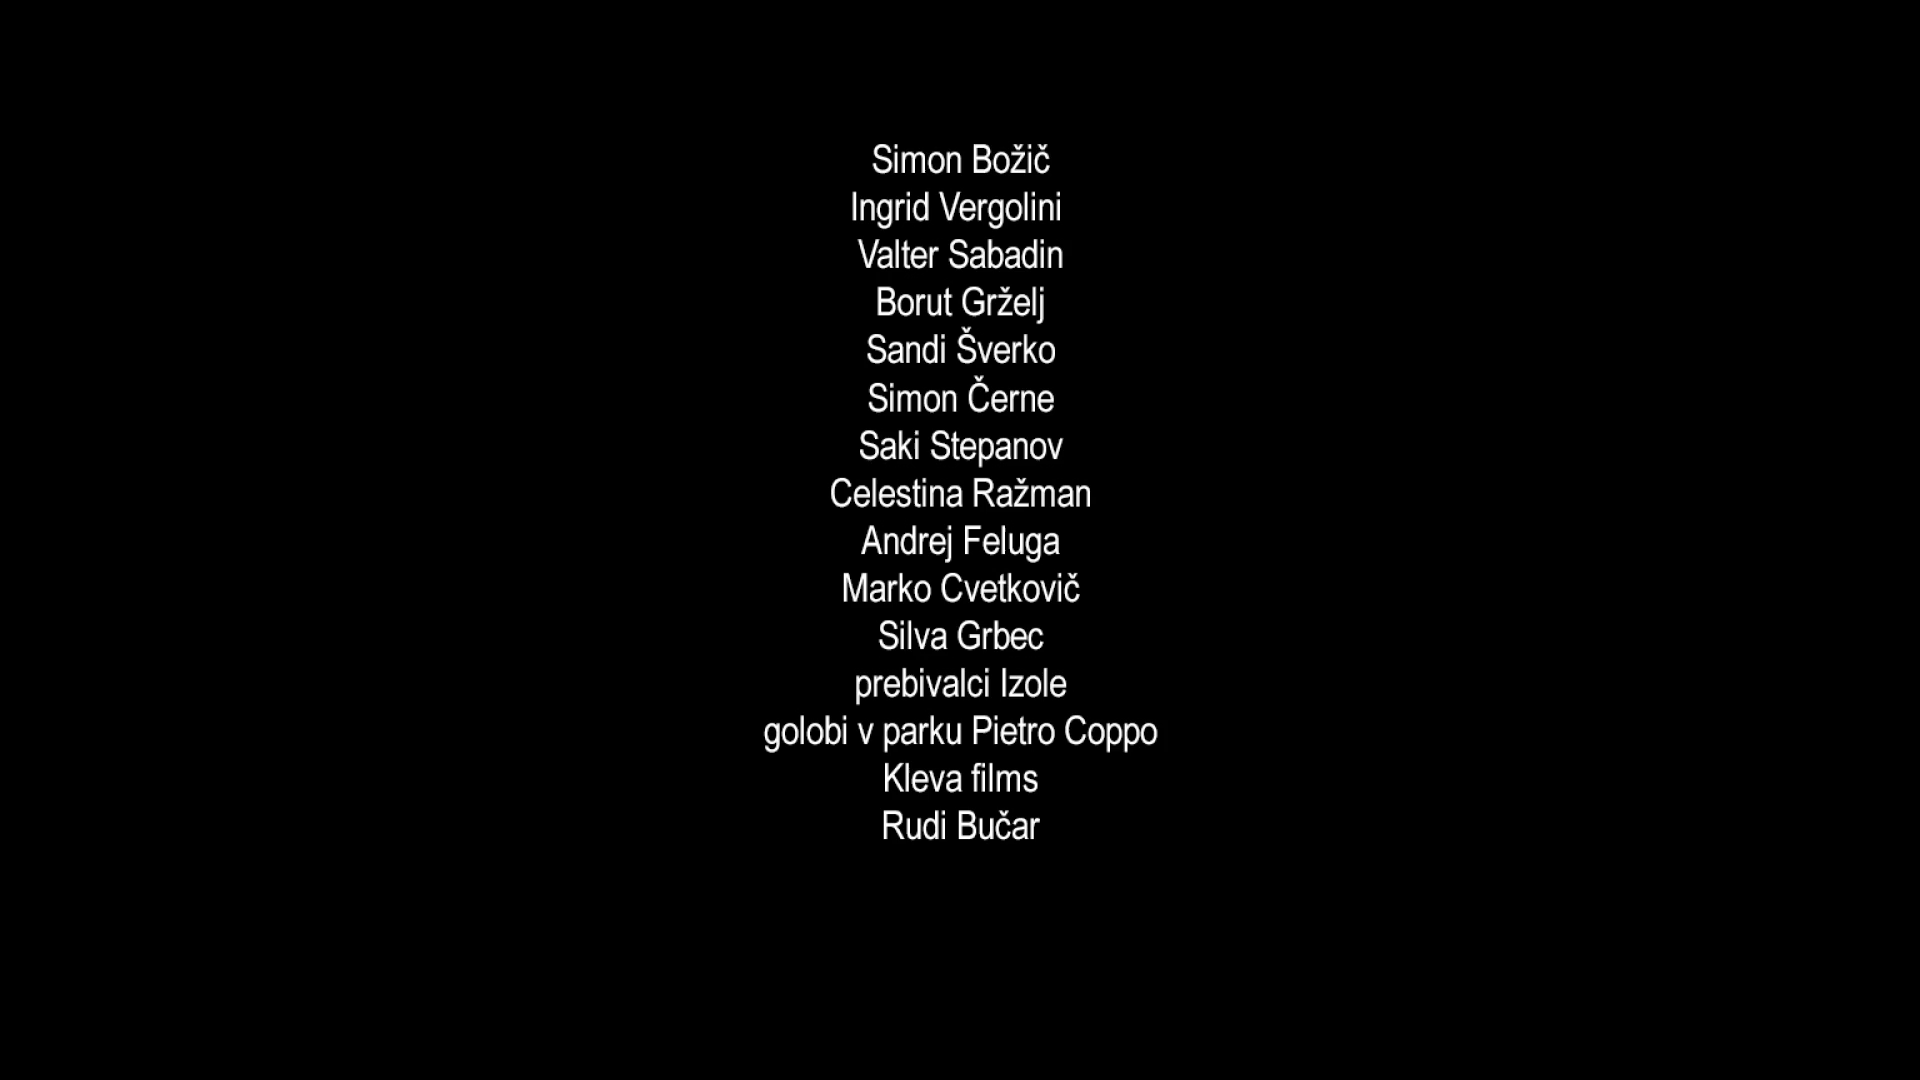 Simon Božič
Ingrid Vergolini
Valter Sabadin
Borut Grželj
Sandi Šverko
Simon Černe
Saki Stepanov
Celestina Ražman
Andrej Feluga
Marko Cvetkovič
Silva Grbec
prebivalci Izole
golobi v parku Pietro Coppo
Kleva films
Rudi Bučar